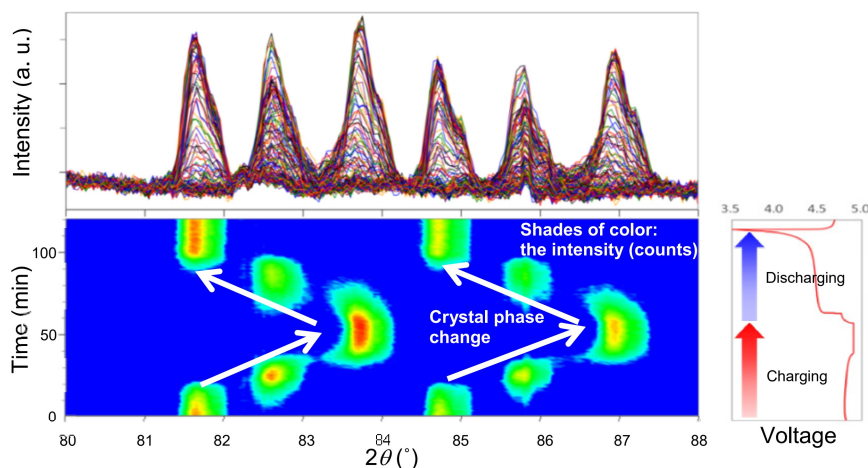 Intensity (a. u.)
Time (min)
100
50
0
Shades of color:
the intensity (counts)
Crystal phase
change
80
81
82
83
84
85
86
87
88
2θ (°)
3.5
4.0
4.5
5.0
Discharging
Charging
Voltage